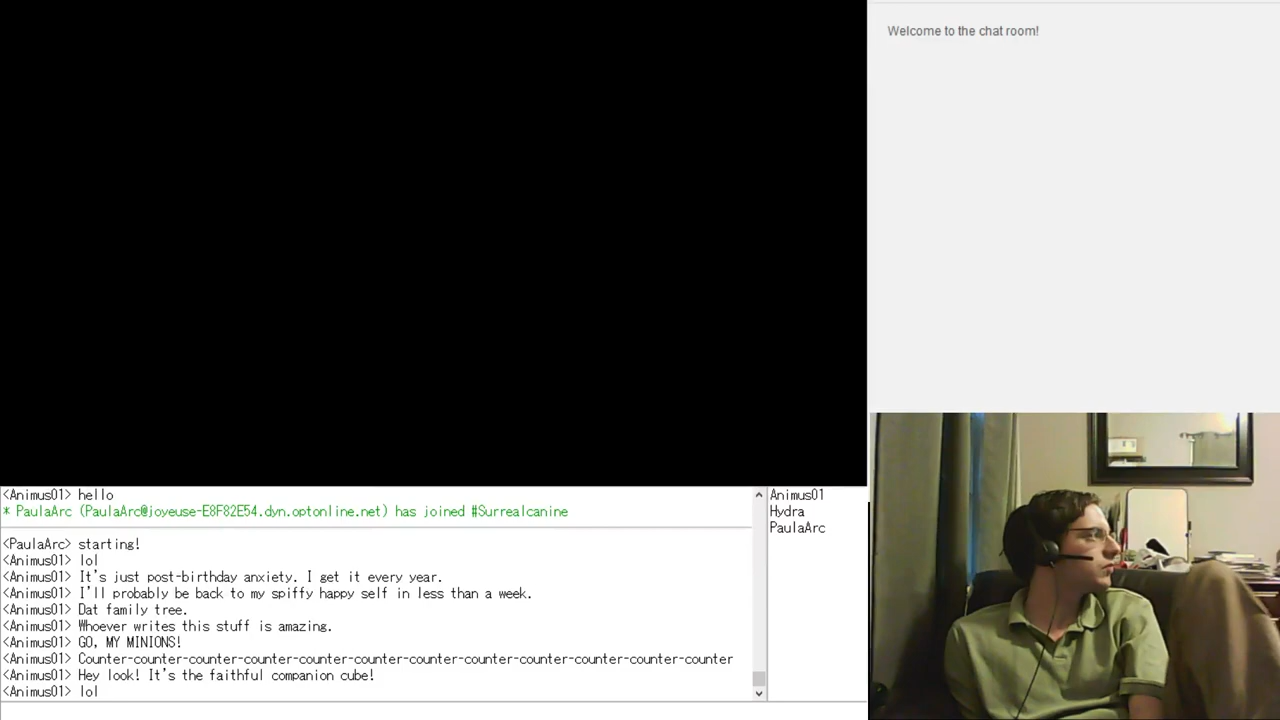 Welcome to the chat room!
<Animus01> hello
* PaulaArc (PaulaArc@joyeuse-E8F82E54.dyn.optonline.net) has joined #Surrealcanine
<PaulaArc> starting!
<Animus01> lol
<Animus01> It's just post-birthday anxiety. I get it every year.
<Animus01> I'll probably be back to my spiffy happy self in less than a week.
<Animus01> Dat family tree.
<Animus01> Whoever writes this stuff is amazing.
<Animus01> GO, MY MINIONS!
<Animus01> Counter-counter-counter-counter-counter-counter-counter-counter-counter-counter-counter-counter
<Animus01> Hey look! It's the faithful companion cube!
<Animus01> lol
Animus01
Hydra
PaulaArc